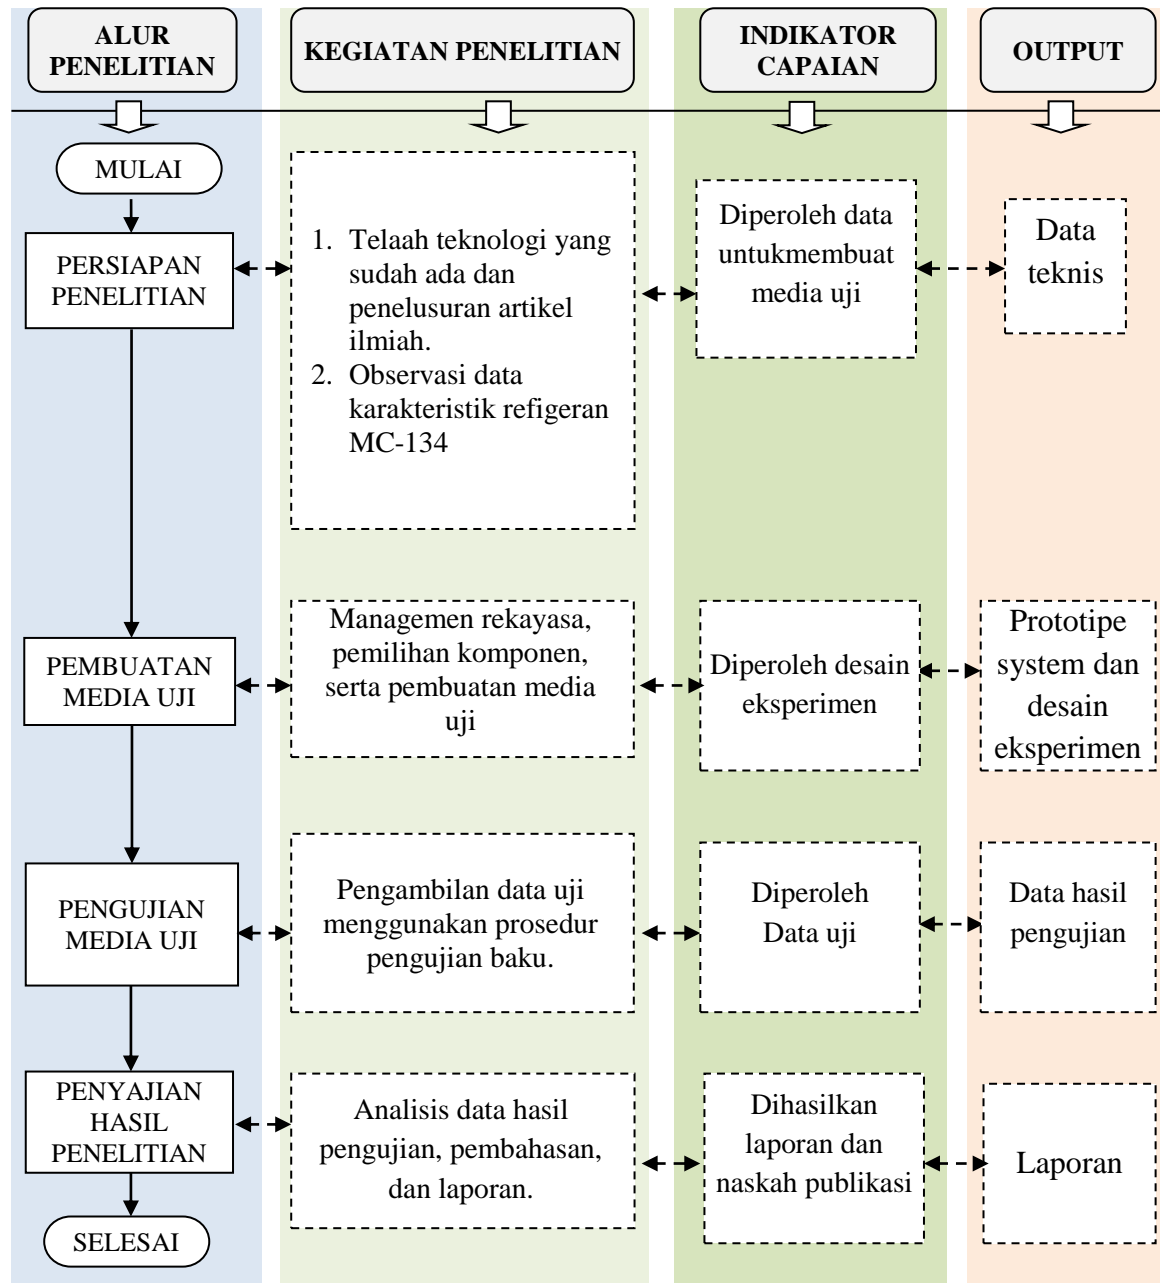 ALUR
PENELITIAN
KEGIATAN PENELITIAN
INDIKATOR
CAPAIAN
OUTPUT
MULAI
PERSIAPAN
PENELITIAN
1. Telaah teknologi yang
sudah ada dan
penelusuran artikel
ilmiah.
2. Observasi data
karakteristik refigeran
MC-134
Diperoleh data
untukmembuat
media uji
Data
teknis
PEMBUATAN
MEDIA UJI
Managemen rekayasa,
pemilihan komponen,
serta pembuatan media
uji
Diperoleh desain
eksperimen
Prototipe
system dan
desain
eksperimen
PENGUJIAN
MEDIA UJI
Pengambilan data uji
menggunakan prosedur
pengujian baku.
Diperoleh
Data uji
Data hasil
pengujian
PENYAJIAN
HASIL
PENELITIAN
Analisis data hasil
pengujian, pembahasan,
dan laporan.
Dihasilkan
laporan dan
naskah publikasi
Laporan
SELESAI